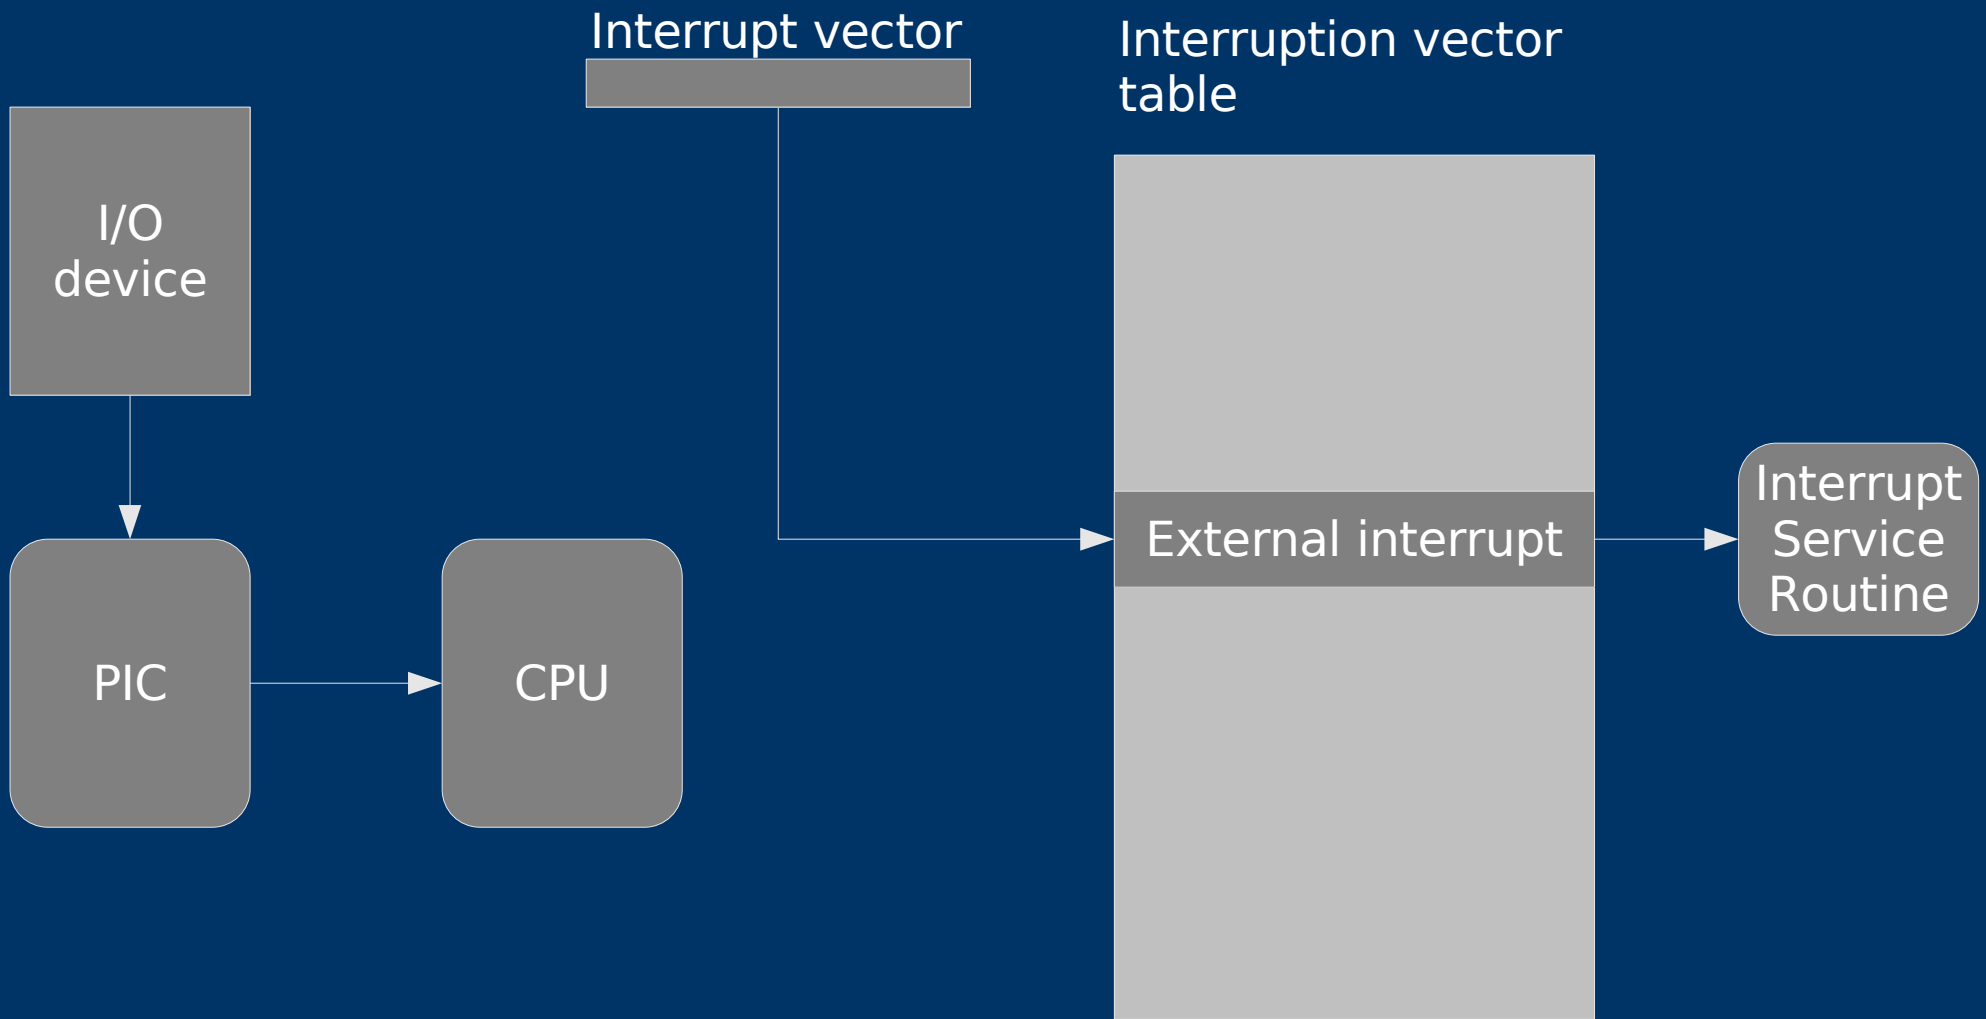 Interrupt vector
Interruption vector
table
I/O
device
External interrupt
Interrupt
Service
Routine
PIC
CPU